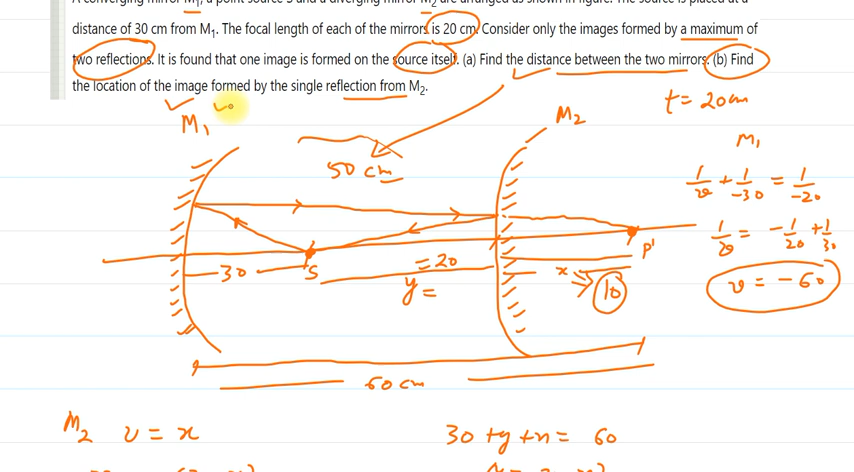 A converging mirror M₁, a point source S and a diverging mirror M₂ are arranged as shown in figure. The source is placed at a
distance of 30 cm from M₁. The focal length of each of the mirrors is 20 cm. Consider only the images formed by a maximum of
two reflections. It is found that one image is formed on the source itself. (a) Find the distance between the two mirrors. (b) Find
the location of the image formed by the single reflection from M₂.
f = 20cm
M₁
M₂
50 cm
M₁
1/v + 1/-30 = 1/-20
1/v = -1/20 + 1/30
v = -60
30
S
= 20
y =
x ⇒ 10
P'
60 cm
M₂ u = x
30 + y + x = 60